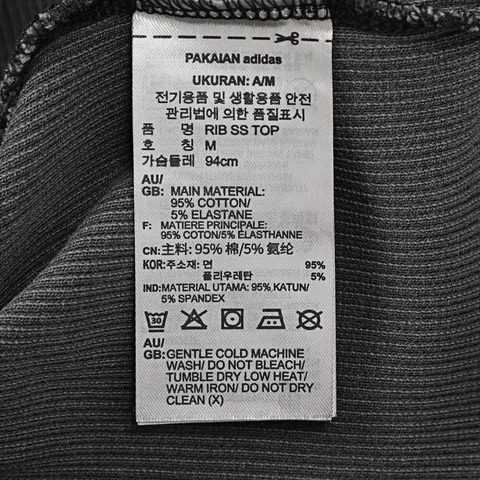 PAKAIAN adidas
UKURAN: A/M
전기용품 및 생활용품 안전
관리법에 의한 품질표시
품 명 RIB SS TOP
호 칭 M
가슴둘레 94cm
AU/
GB: MAIN MATERIAL:
95% COTTON/
5% ELASTANE
F: MATIERE PRINCIPALE:
95% COTON/5% ELASTHANNE
CN:主料: 95% 棉/5% 氨纶
KOR:주소재: 면 95%
폴리우레탄 5%
IND:MATERIAL UTAMA: 95% KATUN/
5% SPANDEX
30
AU/
GB:GENTLE COLD MACHINE
WASH/ DO NOT BLEACH/
TUMBLE DRY LOW HEAT/
WARM IRON/ DO NOT DRY
CLEAN (X)